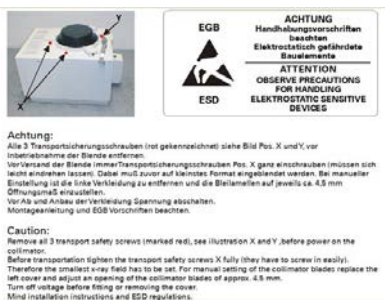 Y
X
EGB
ESD
ACHTUNG
Handhabungsvorschriften
beachten
Elektrostatisch gefährdete
Bauelemente
ATTENTION
OBSERVE PRECAUTIONS
FOR HANDLING
ELEKTROSTATIC SENSITIVE
DEVICES
Achtung:
Alle 3 Transportsicherungsschrauben (rot gekennzeichnet) siehe Bild Pos. X und Y, vor
Inbetriebnahme der Blende entfernen.
Vor Versand der Blende immer Transportsicherungsschrauben Pos. X ganz einschrauben (müssen sich
leicht eindrehen lassen). Dabei muß zuvor auf kleinstes Format eingeblendet werden. Bei manueller
Einstellung ist die linke Verkleidung zu entfernen und die Bleilamellen auf jeweils ca. 4,5 mm
Öffnungsmaß einzustellen.
Vor Ab und Anbau der Verkleidung Spannung abschalten.
Montageanleitung und EGB Vorschriften beachten.
Caution:
Remove all 3 transport safety screws (marked red), see illustration X and Y ,before power on the
collimator.
Before transportation tighten the transport safety screws X fully (they have to screw in easily).
Therefore the smallest x-ray field has to be set. For manual setting of the collimator blades replace the
left cover and adjust an opening of the collimator blades of approx. 4.5 mm.
Turn off voltage before fitting or removing the cover.
Mind installation instructions and ESD regulations.